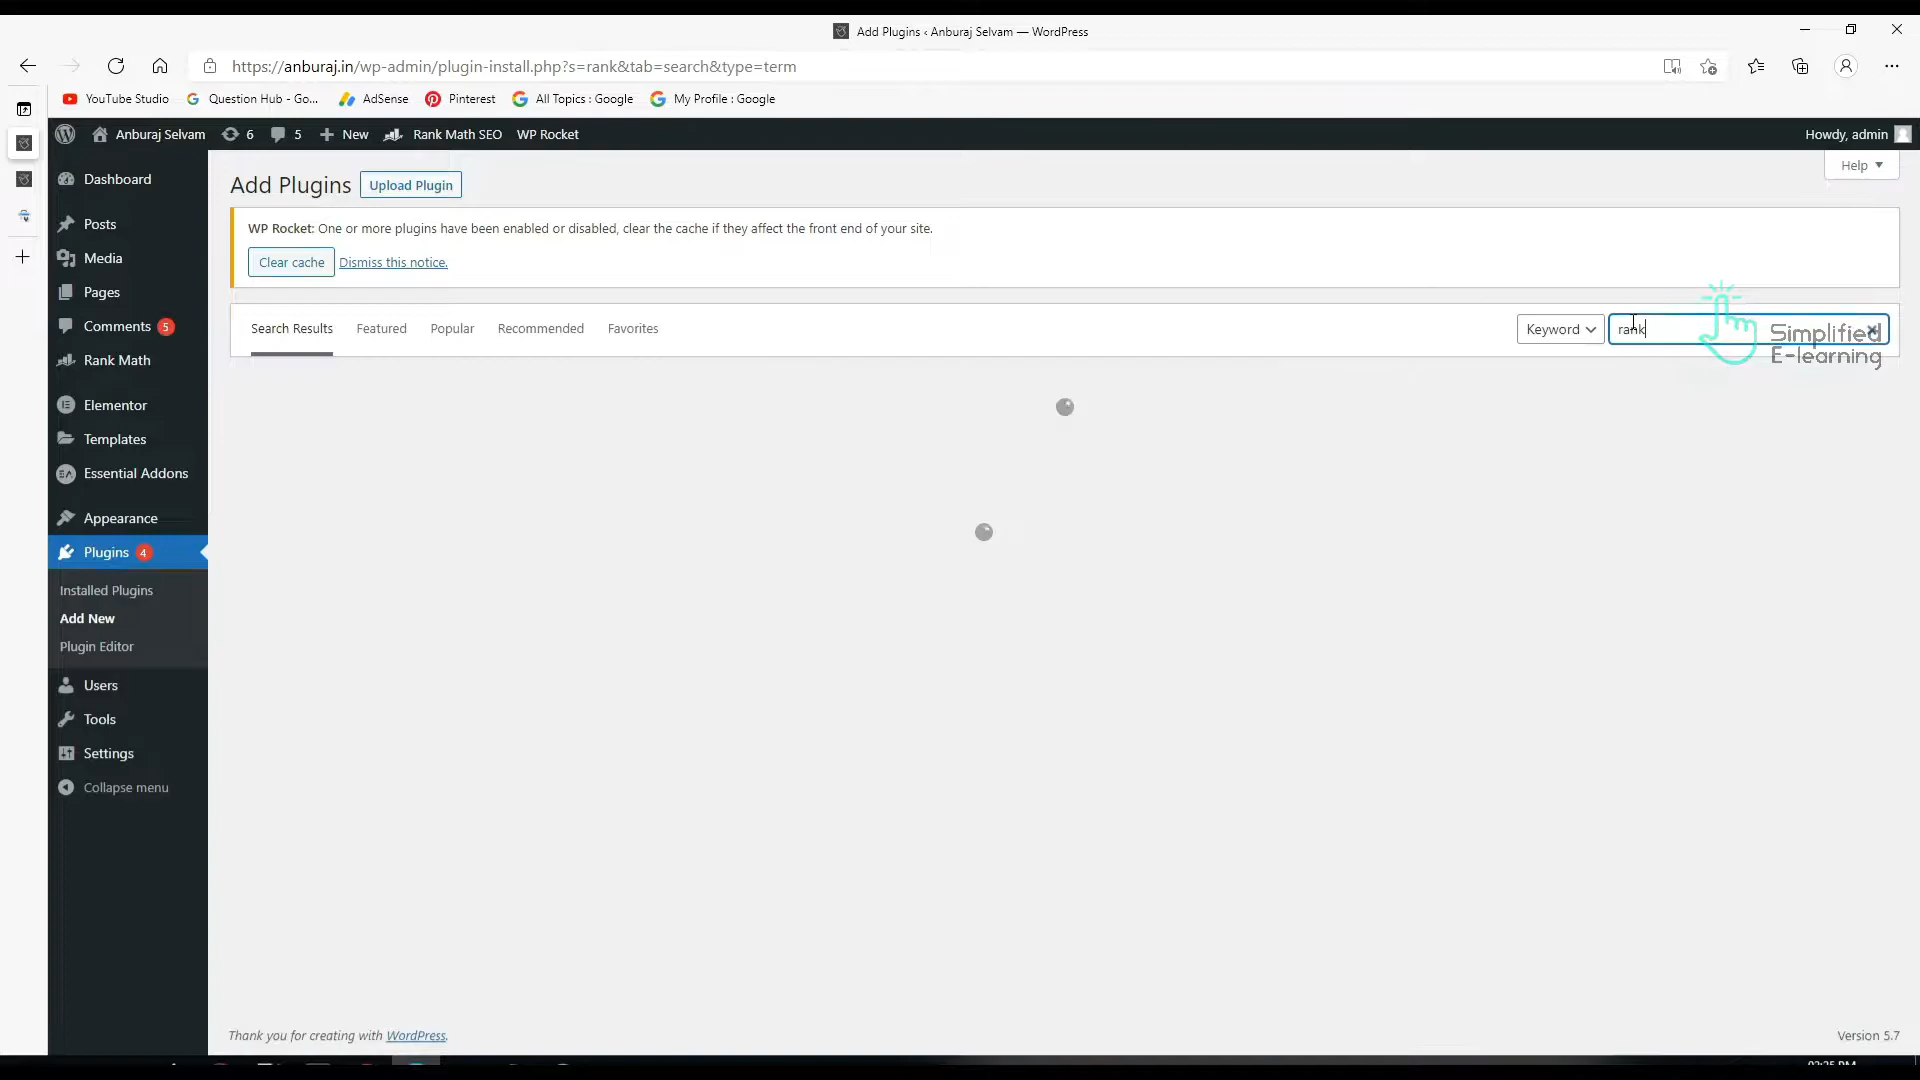 Add Plugins ‹ Anburaj Selvam — WordPress
https://anburaj.in/wp-admin/plugin-install.php?s=rank&tab=search&type=term
YouTube Studio
Question Hub - Go...
AdSense
Pinterest
All Topics : Google
My Profile : Google
Anburaj Selvam
6
5
New
Rank Math SEO
WP Rocket
Howdy, admin
Help
Dashboard
Posts
Media
Pages
Comments 5
Rank Math
Elementor
Templates
Essential Addons
Appearance
Plugins 4
Installed Plugins
Add New
Plugin Editor
Users
Tools
Settings
Collapse menu
Add Plugins
Upload Plugin
WP Rocket: One or more plugins have been enabled or disabled, clear the cache if they affect the front end of your site.
Clear cache
Dismiss this notice.
Search Results
Featured
Popular
Recommended
Favorites
Keyword
rank
Simplified
E-learning
Thank you for creating with WordPress.
Version 5.7